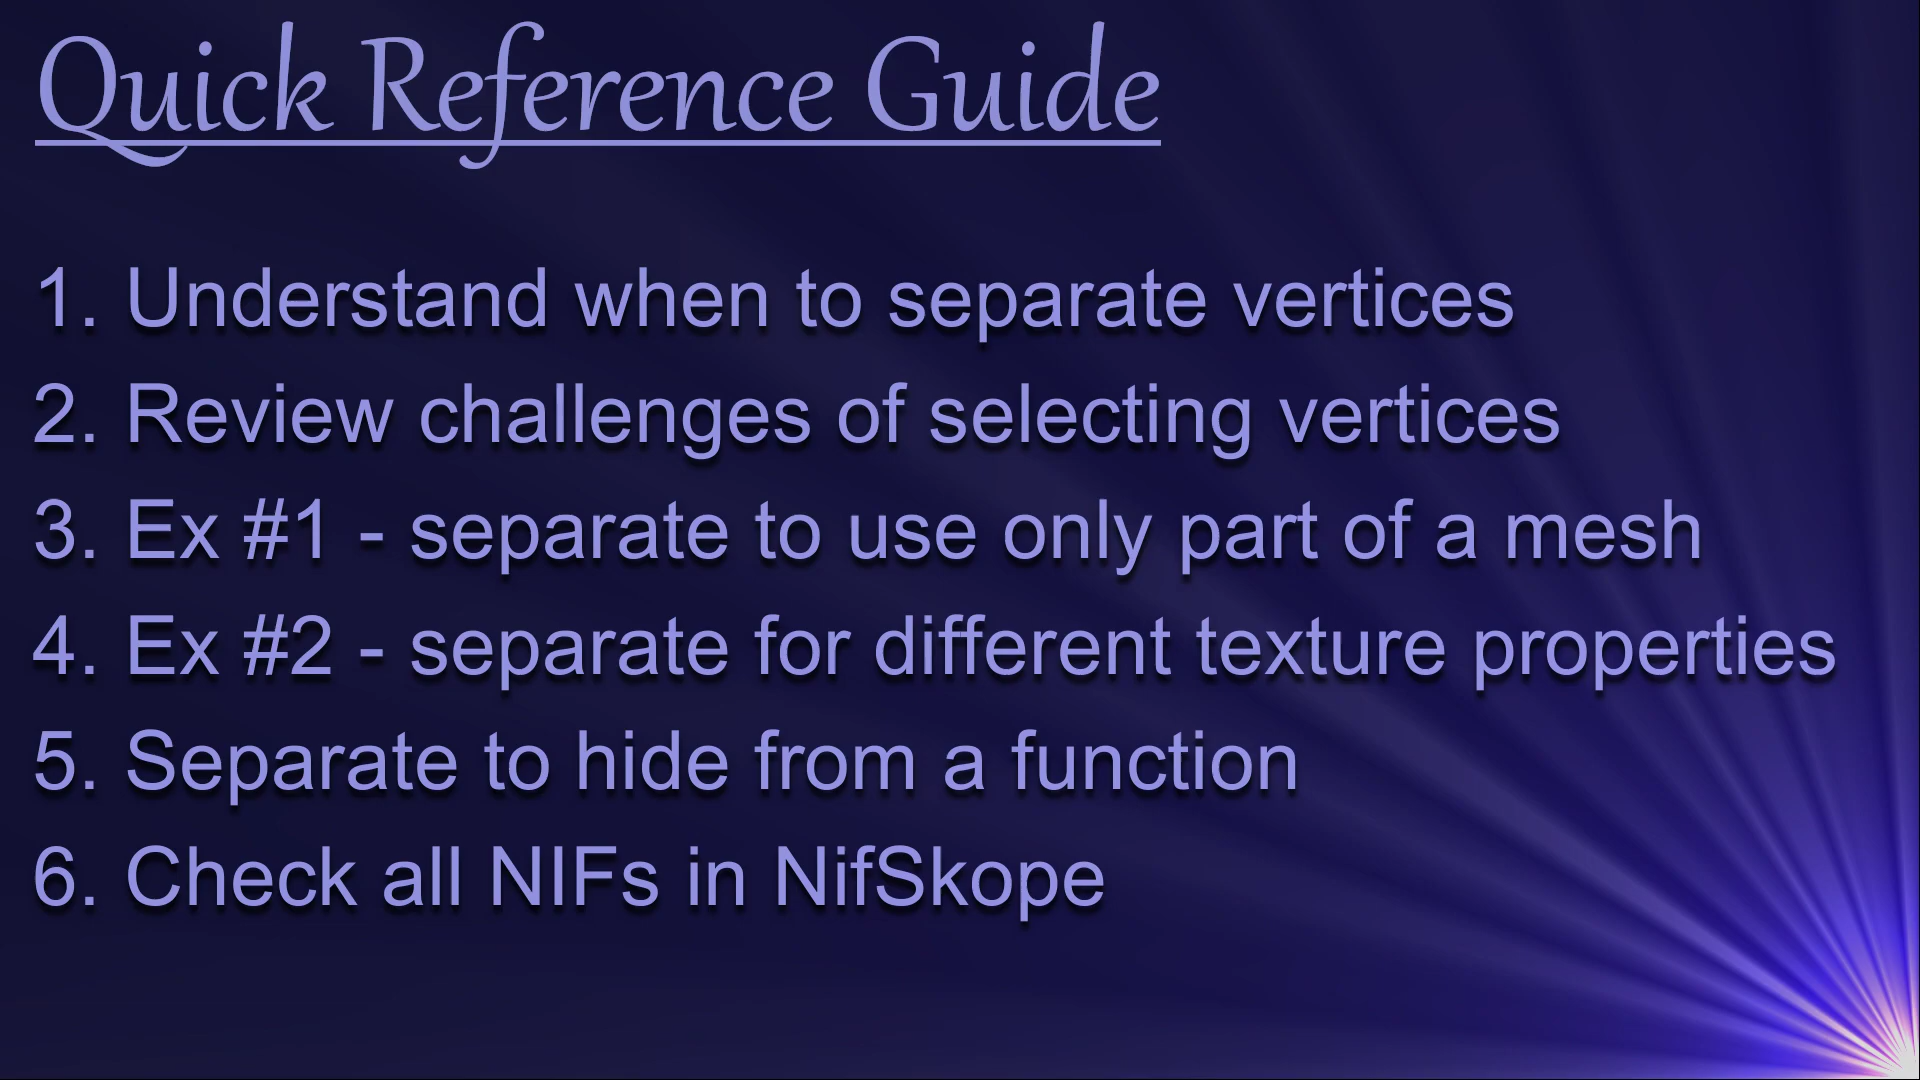 Quick Reference Guide
1. Understand when to separate vertices
2. Review challenges of selecting vertices
3. Ex #1 - separate to use only part of a mesh
4. Ex #2 - separate for different texture properties
5. Separate to hide from a function
6. Check all NIFs in NifSkope